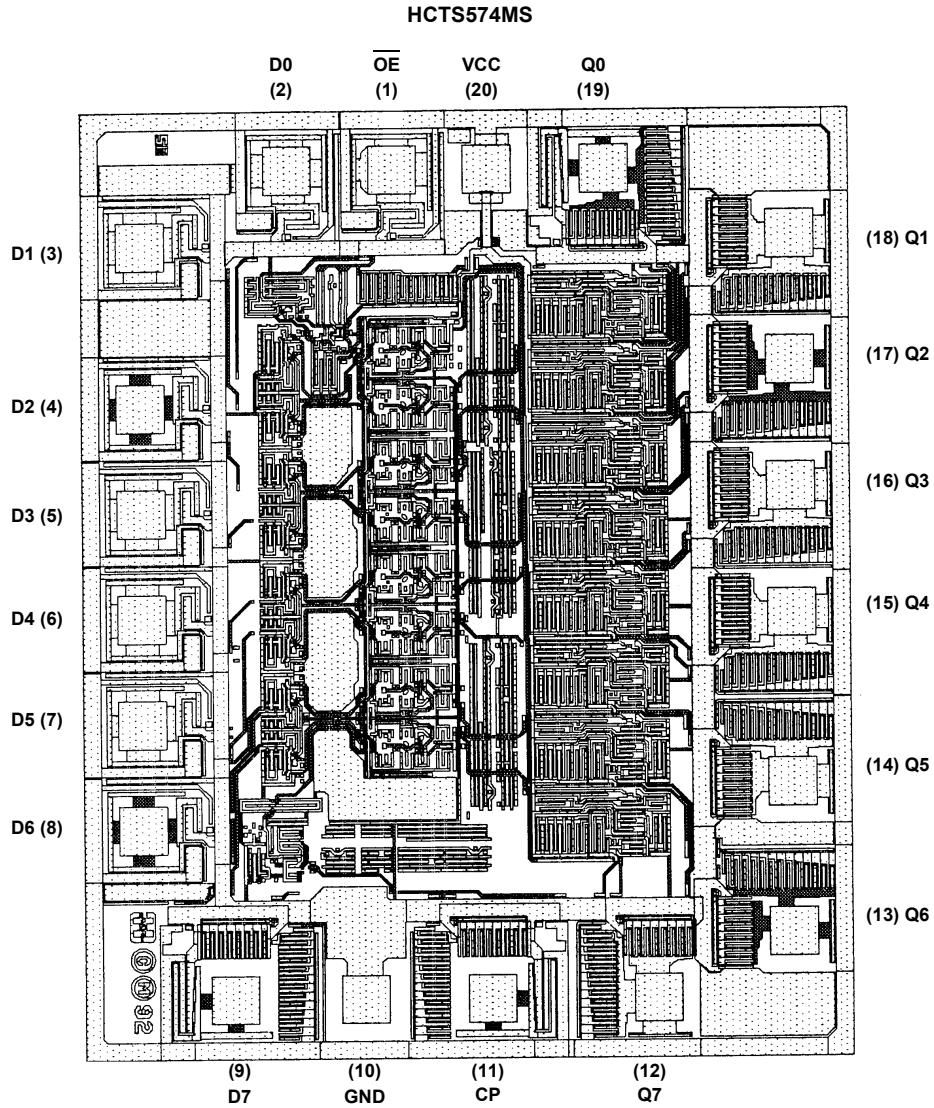 HCTS574MS
D0 OE VCC Q0
(2) (1) (20) (19)
D1 (3)
(18) Q1
(17) Q2
D2 (4)
(16) Q3
D3 (5)
(15) Q4
D4 (6)
D5 (7)
(14) Q5
D6 (8)
(13) Q6
92
(9) (10) (11) (12)
D7 GND CP Q7